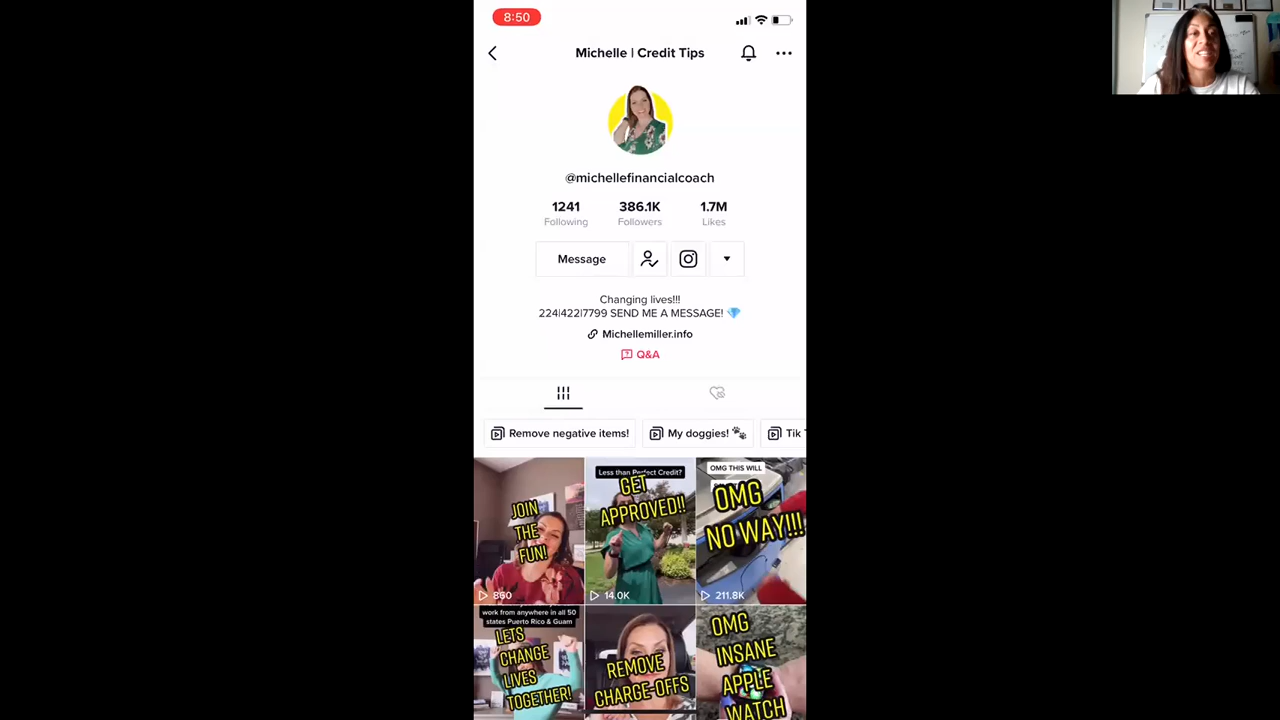 8:50
Michelle | Credit Tips
@michellefinancialcoach
1241 386.1K 1.7M
Following Followers Likes
Message
Changing lives!!!
224|422|7799 SEND ME A MESSAGE! 💎
Michellemiller.info
Q&A
Remove negative items! My doggies! 🐾 Tik
JOIN
THE
FUN!
860
Less than Perfect Credit?
GET
APPROVED!!
14.0K
OMG THIS WILL
OMG
NO WAY!!!
211.8K
work from anywhere in all 50
states Puerto Rico & Guam
LETS
CHANGE
LIVES
TOGETHER!
REMOVE
CHARGE-OFFS
OMG
INSANE
APPLE
WATCH